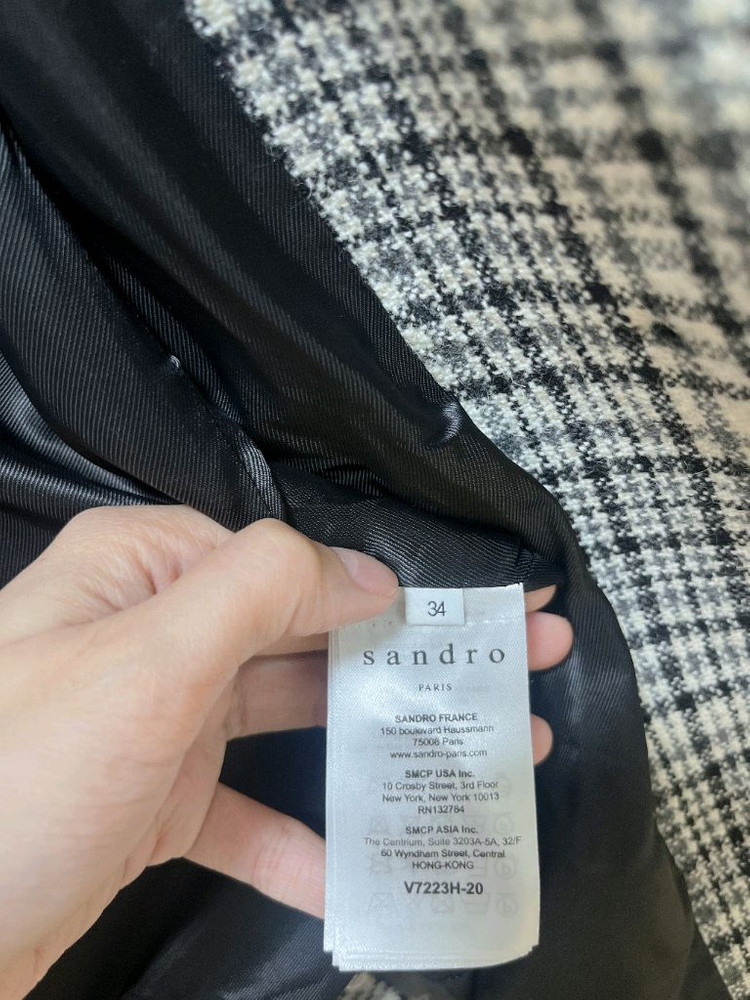 34
sandro
PARIS
SANDRO FRANCE
150 boulevard Haussmann
75008 Paris
www.sandro-paris.com
SMCP USA Inc.
10 Crosby Street, 3rd Floor
New York, New York 10013
RN132784
SMCP ASIA Inc.
The Centrium, Suite 3203A-5A, 32/F
60 Wyndham Street, Central
HONG-KONG
V7223H-20